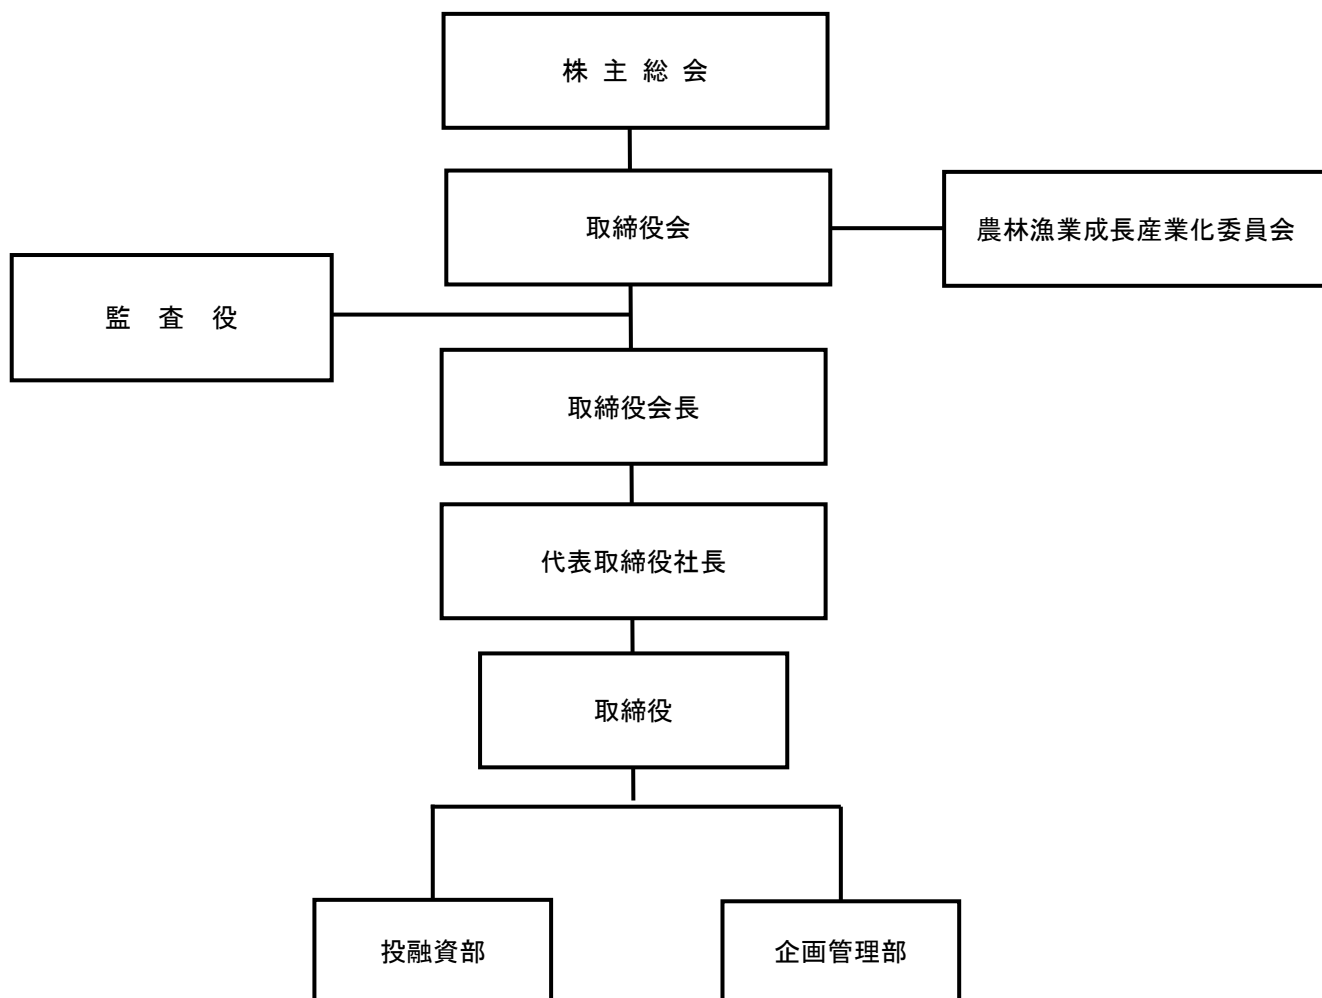 株 主 総 会
取締役会
農林漁業成長産業化委員会
監　査　役
取締役会長
代表取締役社長
取締役
投融資部
企画管理部